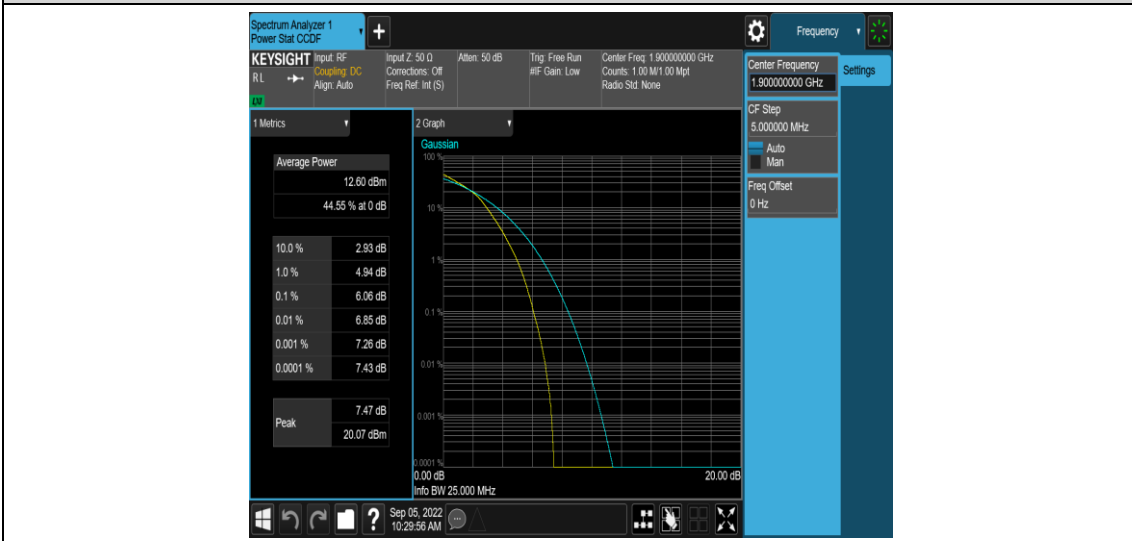 Spectrum Analyzer 1
Power Stat CCDF
+
Frequency
KEYSIGHT
RL
LXI
Input: RF
Coupling: DC
Align: Auto
Input Z: 50 Ω
Corrections: Off
Freq Ref: Int (S)
Atten: 50 dB
Trig: Free Run
#IF Gain: Low
Center Freq: 1.900000000 GHz
Counts: 1.00 M/1.00 Mpt
Radio Std: None
Center Frequency
1.900000000 GHz
Settings
CF Step
5.000000 MHz
Auto
Man
Freq Offset
0 Hz
1 Metrics
Average Power
12.60 dBm
44.55 % at 0 dB
10.0 % 2.93 dB
1.0 % 4.94 dB
0.1 % 6.06 dB
0.01 % 6.85 dB
0.001 % 7.26 dB
0.0001 % 7.43 dB
Peak 7.47 dB
20.07 dBm
2 Graph
Gaussian
100 %
10 %
1 %
0.1 %
0.01 %
0.001 %
0.0001 %
0.00 dB 20.00 dB
Info BW 25.000 MHz
?
Sep 05, 2022
10:29:56 AM